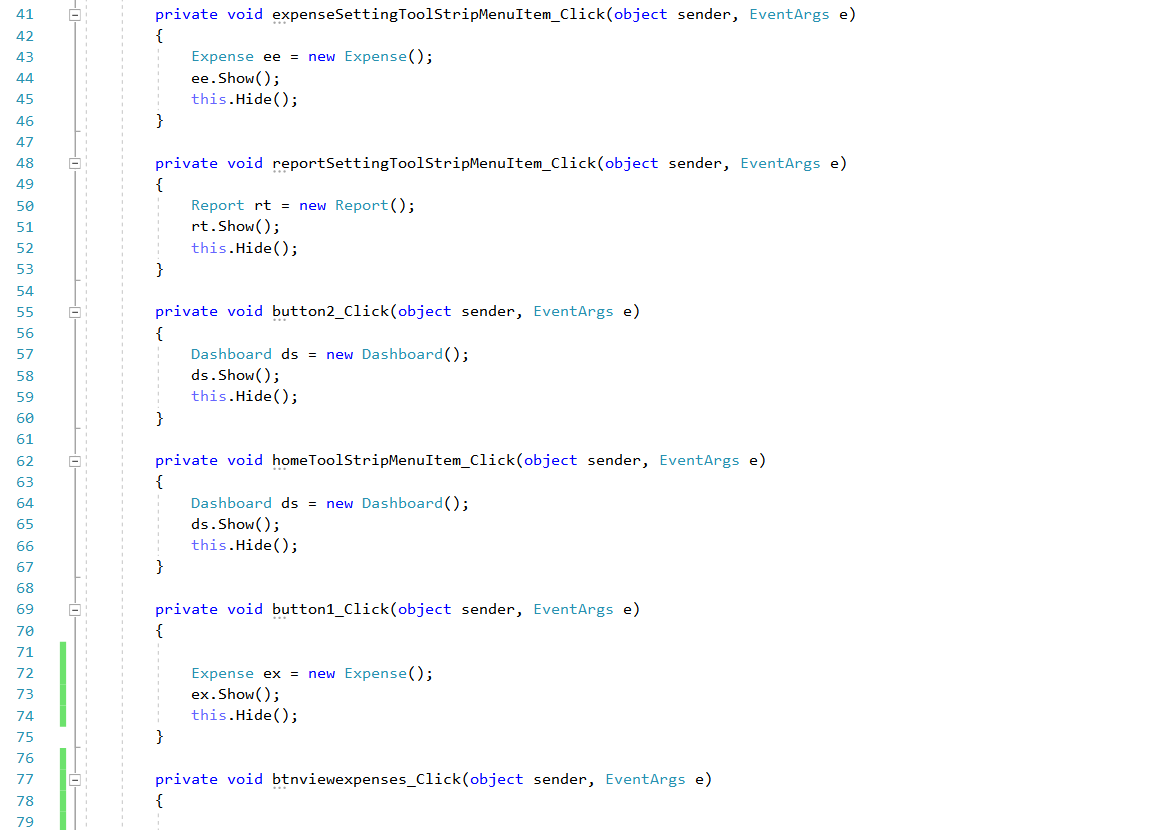 41 private void expenseSettingToolStripMenuItem_Click(object sender, EventArgs e)
42 {
43 Expense ee = new Expense();
44 ee.Show();
45 this.Hide();
46 }
47
48 private void reportSettingToolStripMenuItem_Click(object sender, EventArgs e)
49 {
50 Report rt = new Report();
51 rt.Show();
52 this.Hide();
53 }
54
55 private void button2_Click(object sender, EventArgs e)
56 {
57 Dashboard ds = new Dashboard();
58 ds.Show();
59 this.Hide();
60 }
61
62 private void homeToolStripMenuItem_Click(object sender, EventArgs e)
63 {
64 Dashboard ds = new Dashboard();
65 ds.Show();
66 this.Hide();
67 }
68
69 private void button1_Click(object sender, EventArgs e)
70 {
71
72 Expense ex = new Expense();
73 ex.Show();
74 this.Hide();
75 }
76
77 private void btnviewexpenses_Click(object sender, EventArgs e)
78 {
79